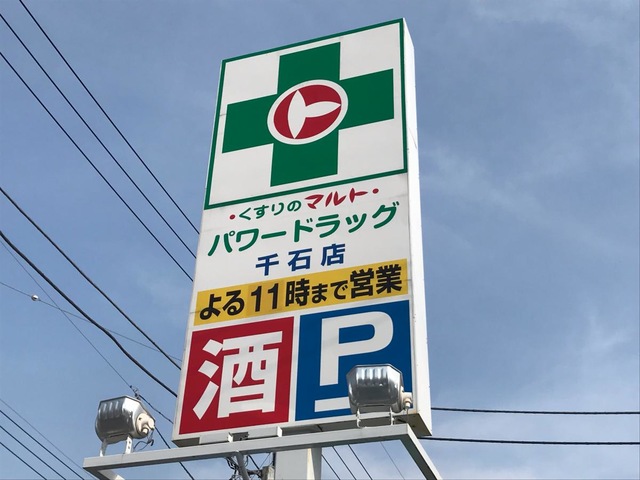 ・くすりのマルト・
パワードラッグ
千石店
よる11時まで営業
酒 P